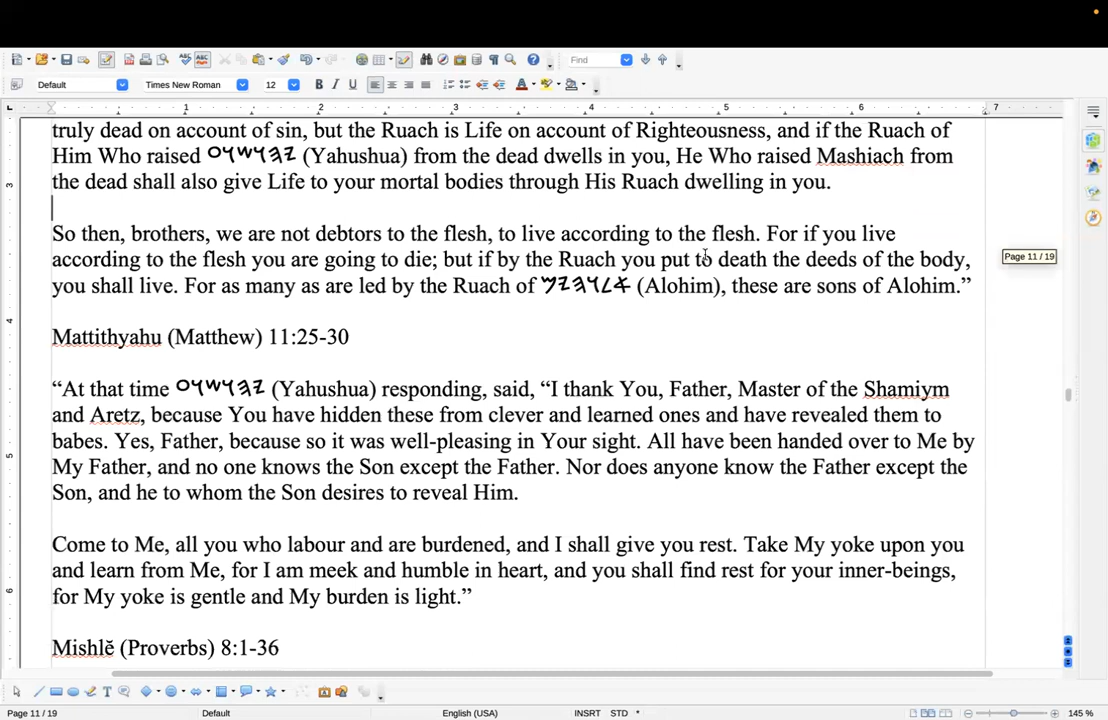 Find
Default
Times New Roman
12
B I U
1 2 3 4 5 6 7
truly dead on account of sin, but the Ruach is Life on account of Righteousness, and if the Ruach of
Him Who raised 𐤉𐤄𐤅𐤔𐤅𐤏 (Yahushua) from the dead dwells in you, He Who raised Mashiach from
3
the dead shall also give Life to your mortal bodies through His Ruach dwelling in you.
So then, brothers, we are not debtors to the flesh, to live according to the flesh. For if you live
according to the flesh you are going to die; but if by the Ruach you put to death the deeds of the body,
Page 11 / 19
you shall live. For as many as are led by the Ruach of 𐤀𐤋𐤄𐤉𐤌 (Alohim), these are sons of Alohim.”
4
Mattithyahu (Matthew) 11:25-30
“At that time 𐤉𐤄𐤅𐤔𐤅𐤏 (Yahushua) responding, said, “I thank You, Father, Master of the Shamiym
and Aretz, because You have hidden these from clever and learned ones and have revealed them to
babes. Yes, Father, because so it was well-pleasing in Your sight. All have been handed over to Me by
5
My Father, and no one knows the Son except the Father. Nor does anyone know the Father except the
Son, and he to whom the Son desires to reveal Him.
Come to Me, all you who labour and are burdened, and I shall give you rest. Take My yoke upon you
and learn from Me, for I am meek and humble in heart, and you shall find rest for your inner-beings,
6
for My yoke is gentle and My burden is light.”
Mishlĕ (Proverbs) 8:1-36
Page 11 / 19
Default
English (USA)
INSRT
STD
*
145 %